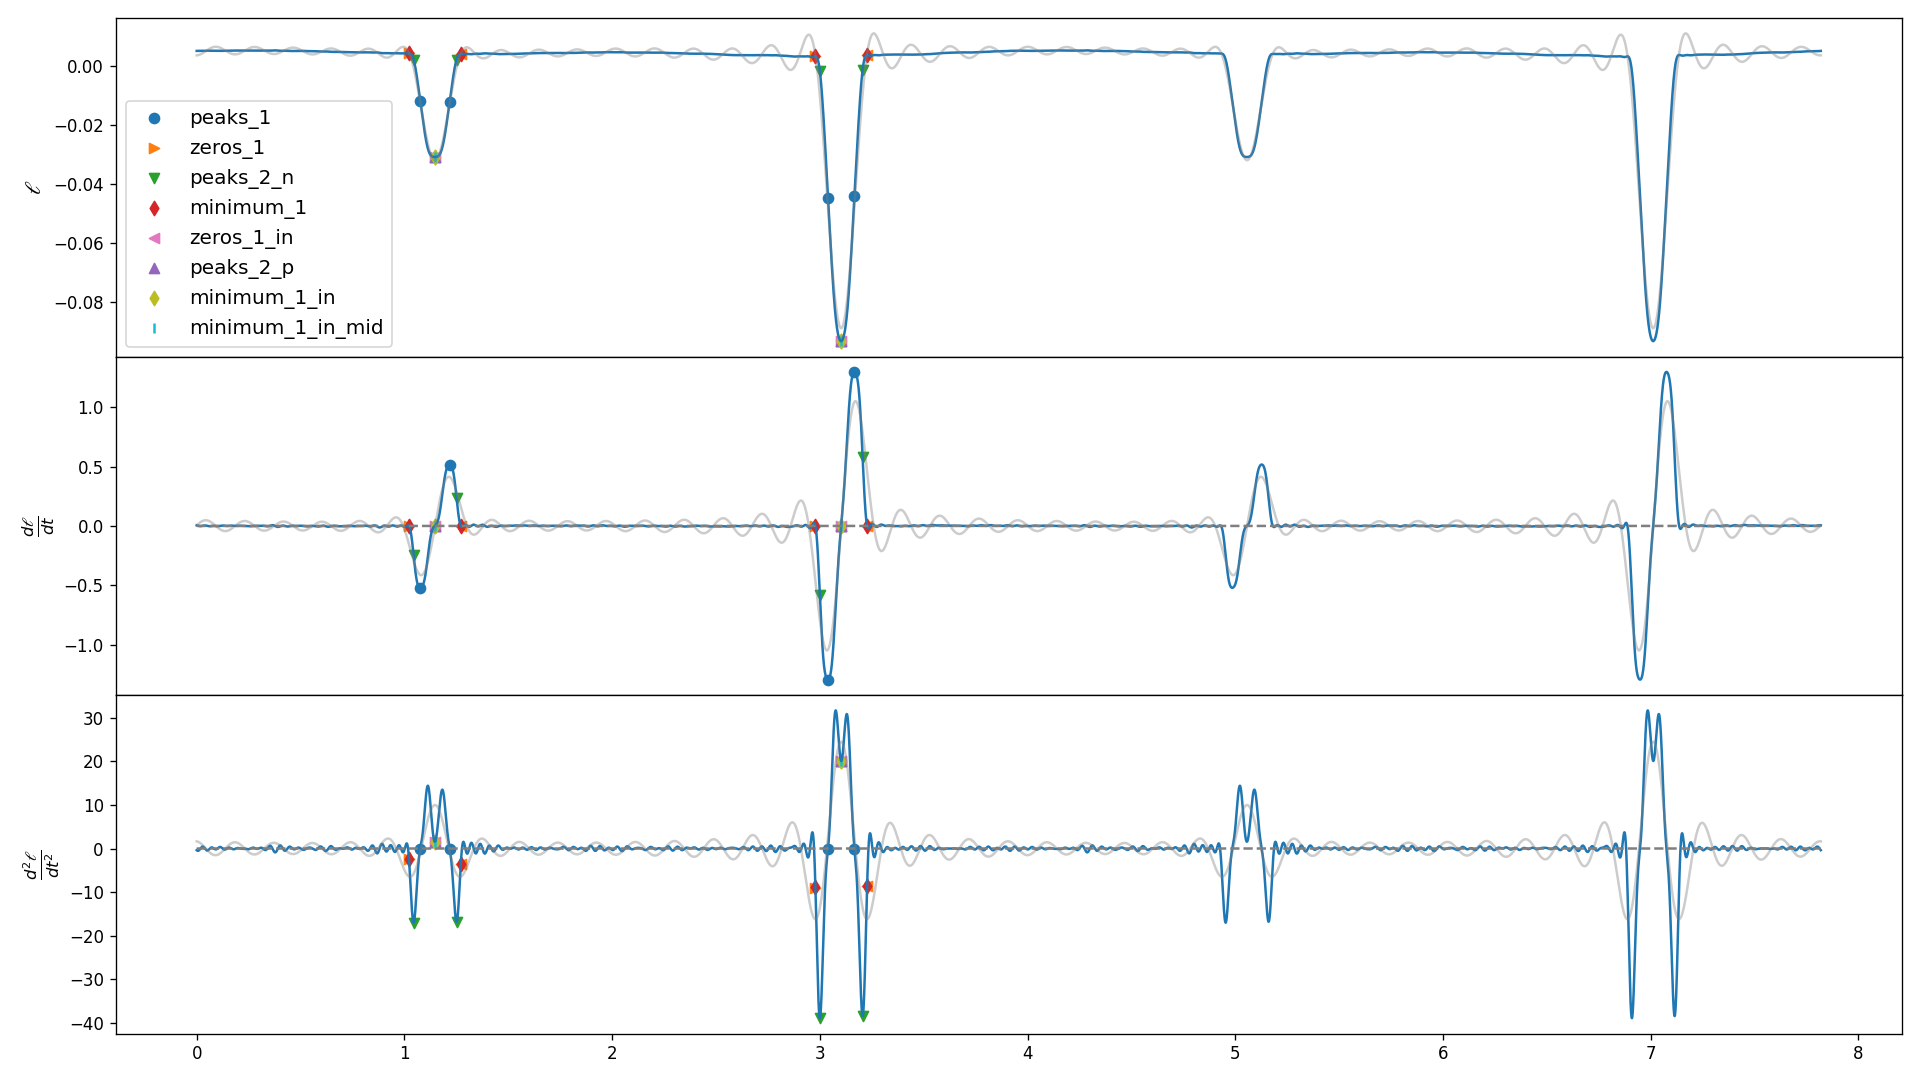 0.00
−0.02
−0.04
−0.06
−0.08
ℓ
peaks_1
zeros_1
peaks_2_n
minimum_1
zeros_1_in
peaks_2_p
minimum_1_in
minimum_1_in_mid
1.0
0.5
0.0
−0.5
−1.0
dℓ
dt
30
20
10
0
−10
−20
−30
−40
d²ℓ
dt²
0 1 2 3 4 5 6 7 8